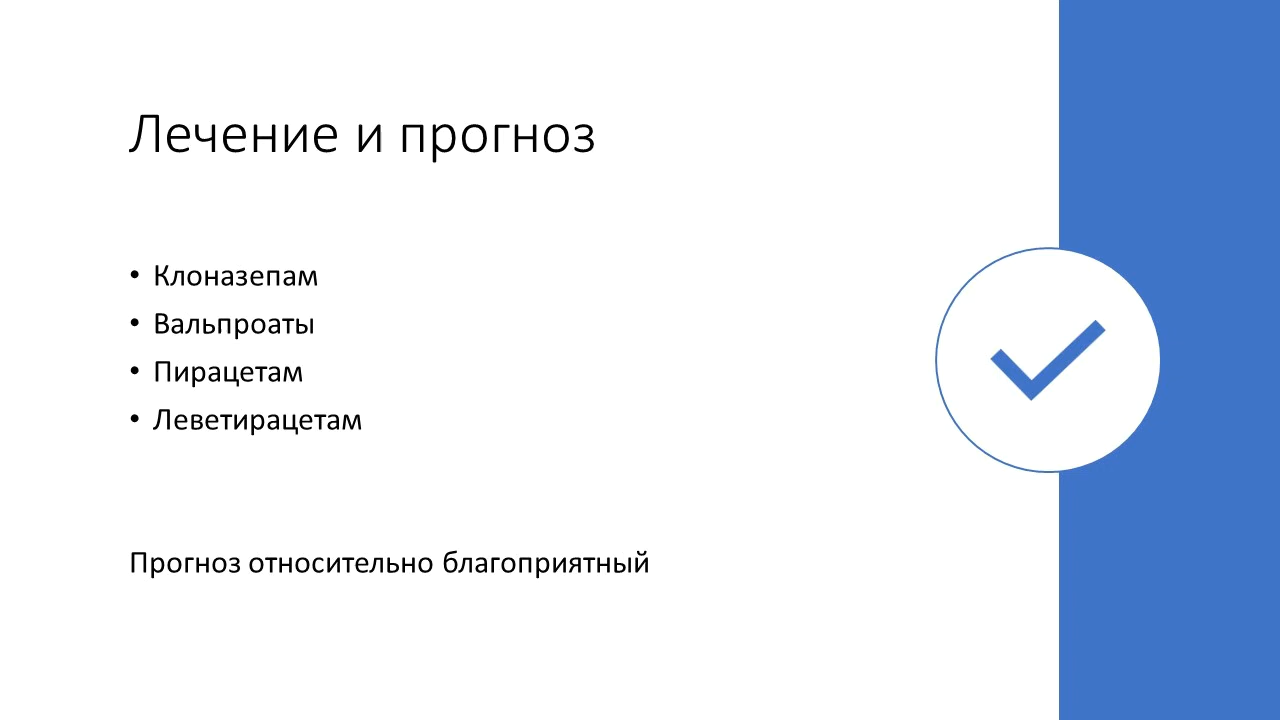 Лечение и прогноз
• Клоназепам
• Вальпроаты
• Пирацетам
• Леветирацетам
Прогноз относительно благоприятный